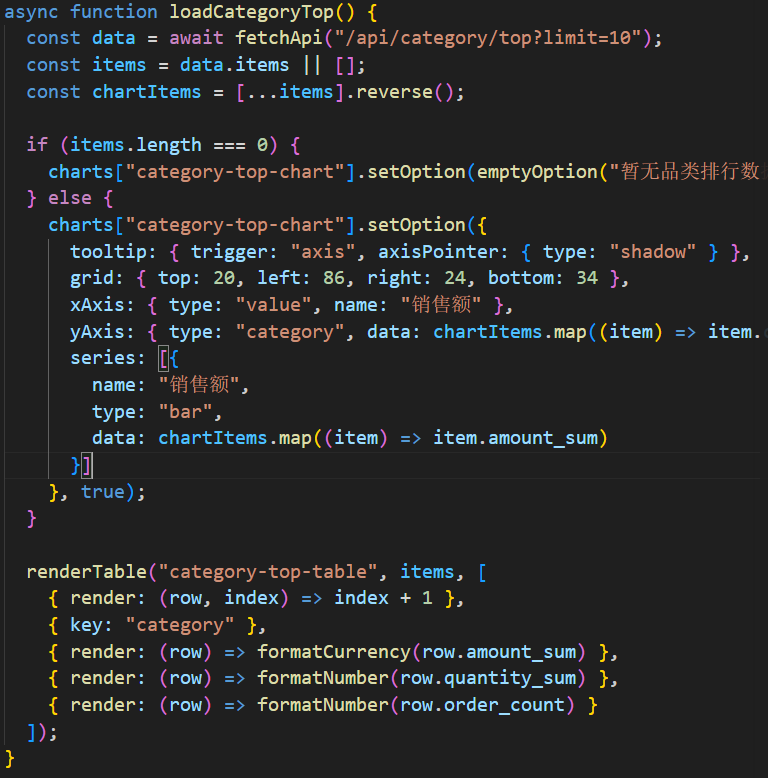 async function loadCategoryTop() {
  const data = await fetchApi("/api/category/top?limit=10");
  const items = data.items || [];
  const chartItems = [...items].reverse();

  if (items.length === 0) {
    charts["category-top-chart"].setOption(emptyOption("暂无品类排行数
  } else {
    charts["category-top-chart"].setOption({
      tooltip: { trigger: "axis", axisPointer: { type: "shadow" } },
      grid: { top: 20, left: 86, right: 24, bottom: 34 },
      xAxis: { type: "value", name: "销售额" },
      yAxis: { type: "category", data: chartItems.map((item) => item.
      series: [{
        name: "销售额",
        type: "bar",
        data: chartItems.map((item) => item.amount_sum)
      }]
    }, true);
  }

  renderTable("category-top-table", items, [
    { render: (row, index) => index + 1 },
    { key: "category" },
    { render: (row) => formatCurrency(row.amount_sum) },
    { render: (row) => formatNumber(row.quantity_sum) },
    { render: (row) => formatNumber(row.order_count) }
  ]);
}